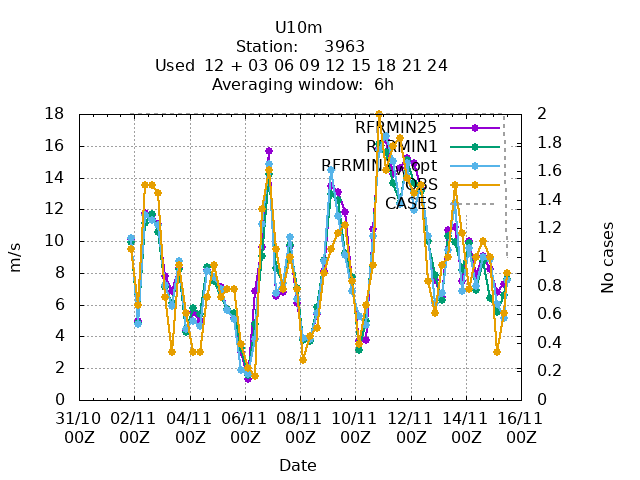 U10m
Station: 3963
Used 12 + 03 06 09 12 15 18 21 24
Averaging window: 6h
RFRMIN25
RFRMIN1
opt
OBS
CASES
m/s
No cases
18
16
14
12
10
8
6
4
2
0
2
1.8
1.6
1.4
1.2
1
0.8
0.6
0.4
0.2
0
31/10 02/11 04/11 06/11 08/11 10/11 12/11 14/11 16/11
00Z 00Z 00Z 00Z 00Z 00Z 00Z 00Z 00Z
Date